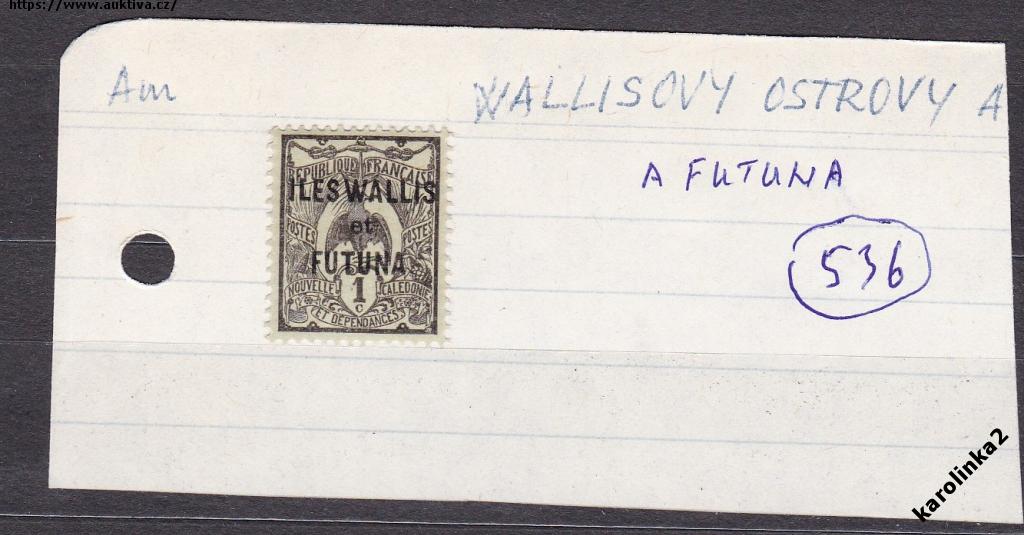 https://www.auktiva.cz/
Am
WALLISOVY OSTROVY A
A FUTUNA
536
REPUBLIQUE FRANÇAISE
ILES WALLIS
et
POSTES POSTES
FUTUNA
NOUVELLE CALEDONIE
1
C
ET DEPENDANCES
karolinka2